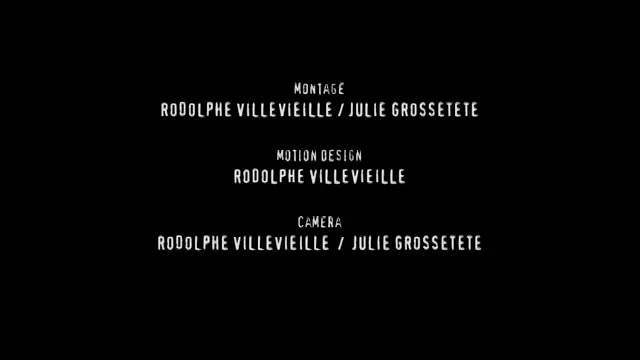 MONTAGE
RODOLPHE VILLEVIEILLE / JULIE GROSSETETE
MOTION DESIGN
RODOLPHE VILLEVIEILLE
CAMERA
RODOLPHE VILLEVIEILLE / JULIE GROSSETETE